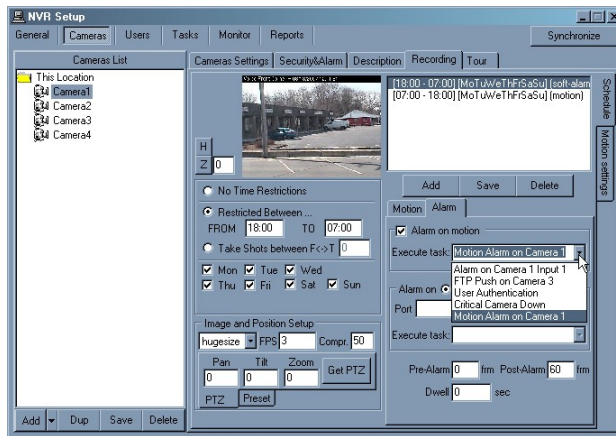 NVR Setup
General Cameras Users Tasks Monitor Reports Synchronize
Cameras List
This Location
Camera1
Camera2
Camera3
Camera4
Add Dup Save Delete
Cameras Settings Security&Alarm Description Recording Tour
H
Z 0
No Time Restrictions
Restricted Between ...
FROM 18:00 TO 07:00
Take Shots between F<->T 0
Mon Tue Wed
Thu Fri Sat Sun
Image and Position Setup
hugesize FPS 3 Compr. 50
Pan Tilt Zoom
0 0 0 Get PTZ
PTZ Preset
[18:00 - 07:00] [MoTuWeThFrSaSu] (soft-alarm
[07:00 - 18:00] [MoTuWeThFrSaSu] (motion)
Add Save Delete
Motion Alarm
Alarm on motion
Execute task: Motion Alarm on Camera 1
Alarm on Camera 1 Input 1
FTP Push on Camera 3
User Authentication
Critical Camera Down
Motion Alarm on Camera 1
Alarm on
Port
Execute task:
Pre-Alarm 0 frm Post-Alarm 60 frm
Dwell 0 sec
Schedule
Motion settings